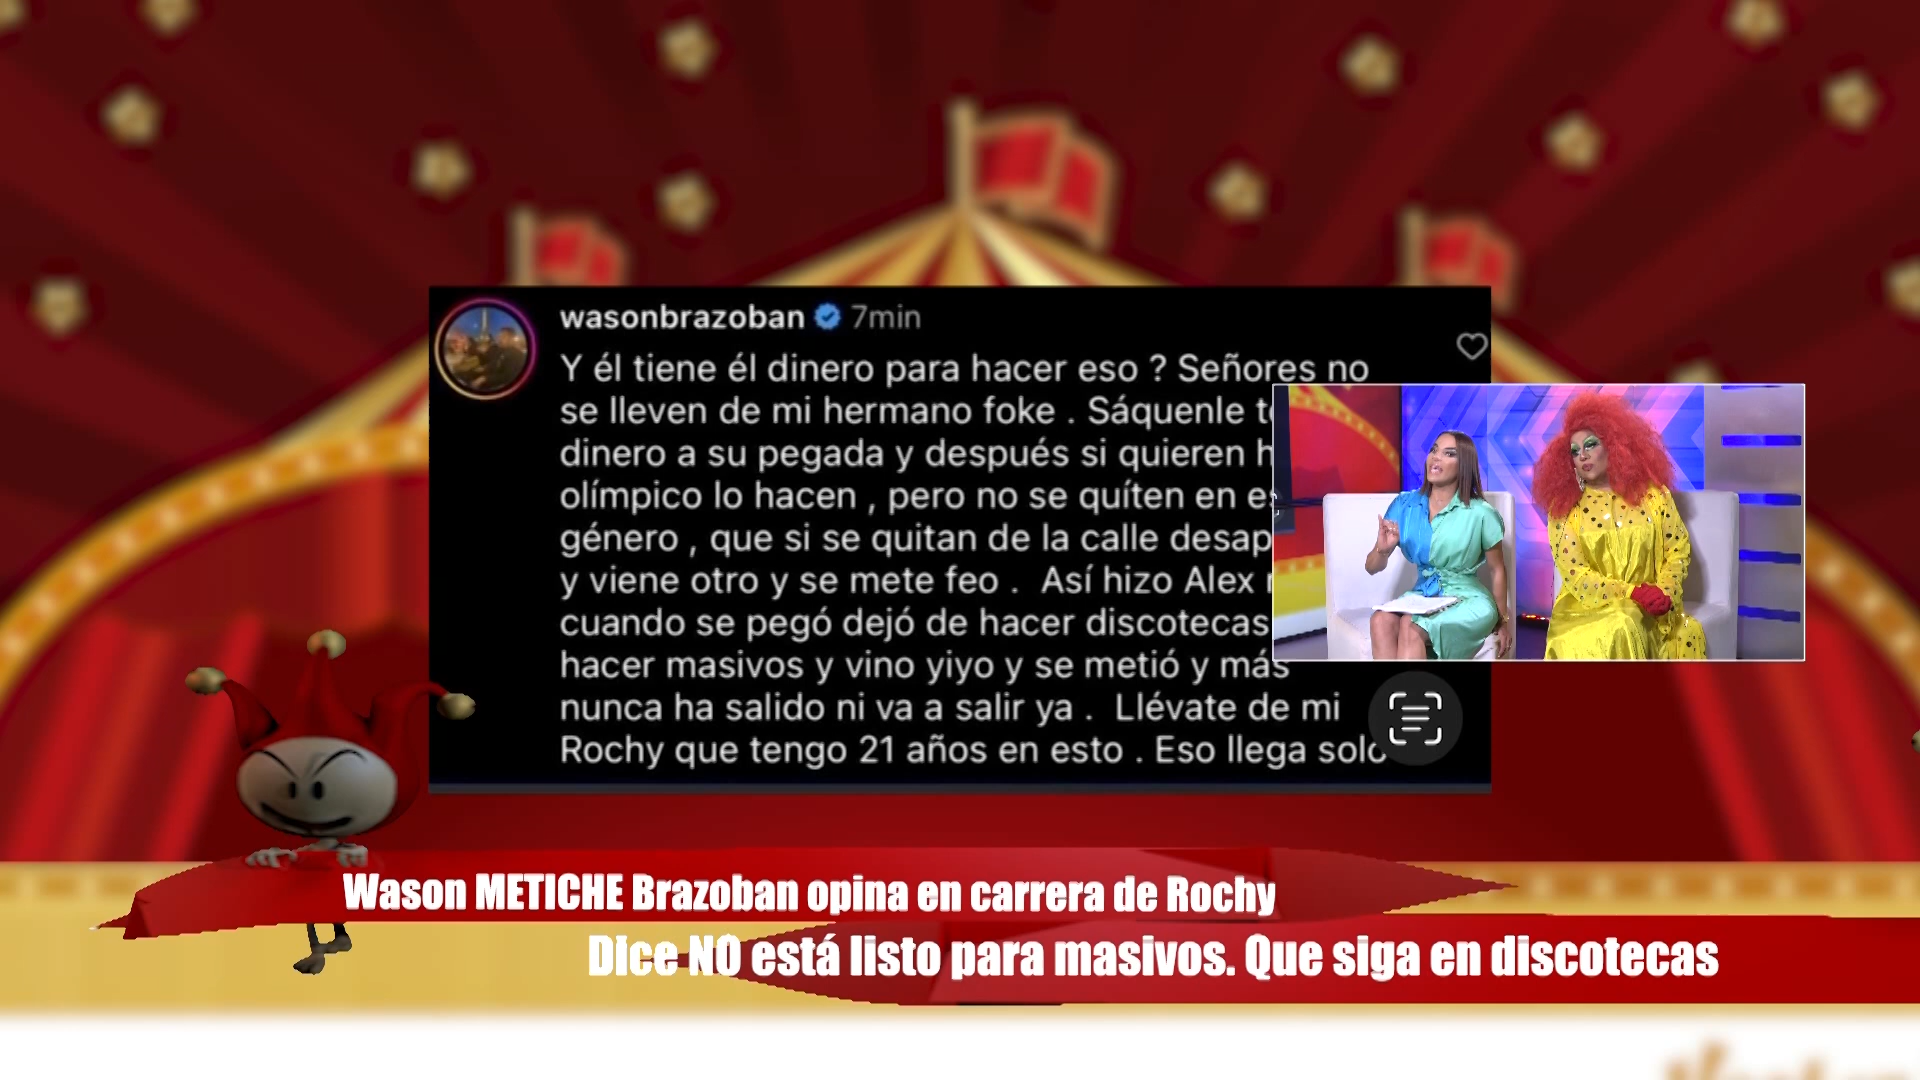 wasonbrazoban 7min
Y él tiene él dinero para hacer eso ? Señores no
se lleven de mi hermano foke . Sáquenle
dinero a su pegada y después si quieren
olímpico lo hacen , pero no se quíten en
género , que si se quitan de la calle
y viene otro y se mete feo . Así hizo Alex
cuando se pegó dejó de hacer discotecas
hacer masivos y vino yiyo y se metió y más
nunca ha salido ni va a salir ya . Llévate de mi
Rochy que tengo 21 años en esto . Eso llega solo
Wason METICHE Brazoban opina en carrera de Rochy
Dice NO está listo para masivos. Que siga en discotecas